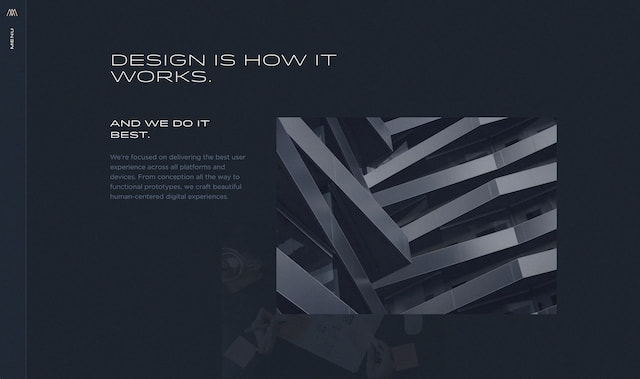 MENU
DESIGN IS HOW IT
WORKS.
AND WE DO IT
BEST.
We're focused on delivering the best user
experience across all platforms and
devices. From conception all the way to
functional prototypes, we craft beautiful
human-centered digital experiences.